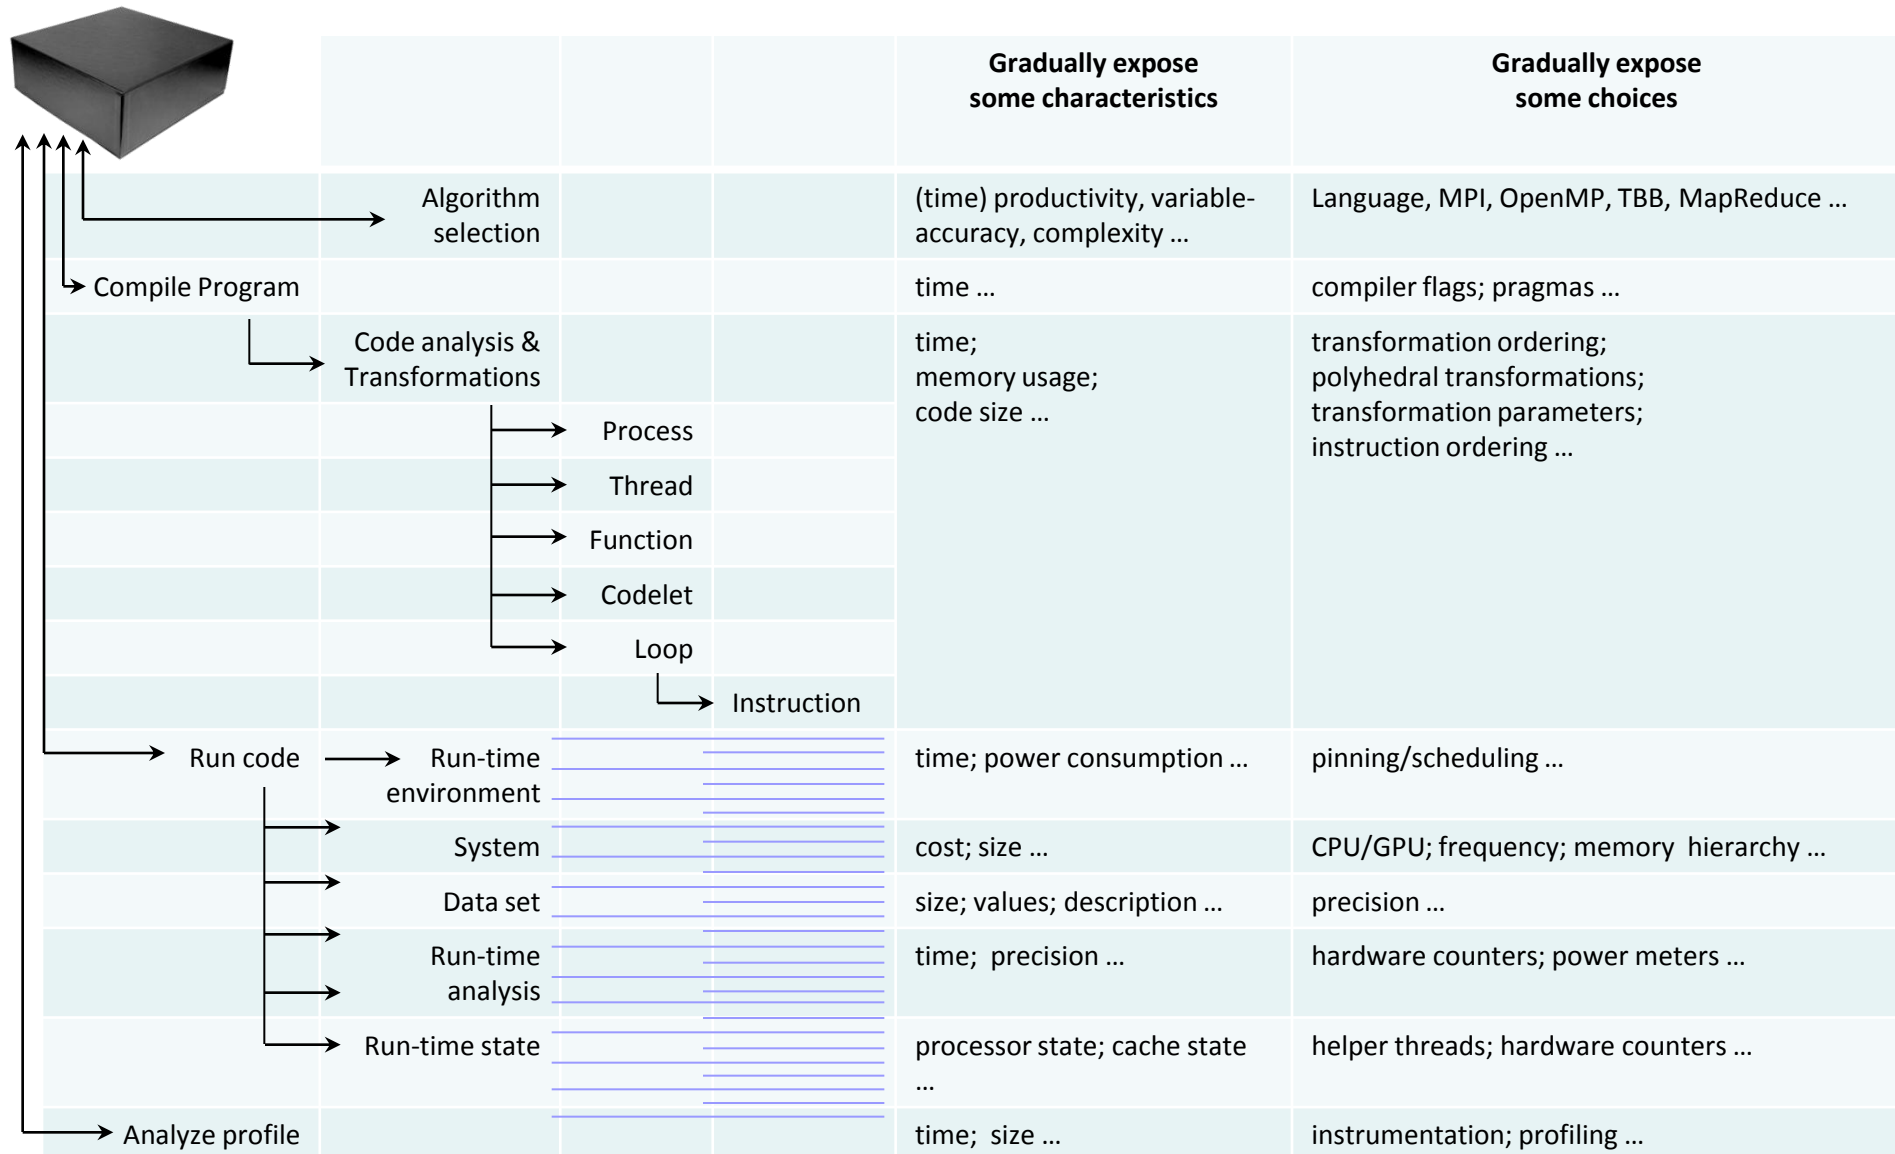 Gradually expose
some characteristics
Gradually expose
some choices
Algorithm
selection
(time) productivity, variable-
accuracy, complexity ...
Language, MPI, OpenMP, TBB, MapReduce ...
Compile Program
time ...
compiler flags; pragmas ...
Code analysis &
Transformations
time;
memory usage;
code size ...
transformation ordering;
polyhedral transformations;
transformation parameters;
instruction ordering ...
Process
Thread
Function
Codelet
Loop
Instruction
Run code
Run-time
environment
time; power consumption ...
pinning/scheduling ...
System
cost; size ...
CPU/GPU; frequency; memory  hierarchy ...
Data set
size; values; description ...
precision ...
Run-time
analysis
time;  precision ...
hardware counters; power meters ...
Run-time state
processor state; cache state
...
helper threads; hardware counters ...
Analyze profile
time;  size ...
instrumentation; profiling ...